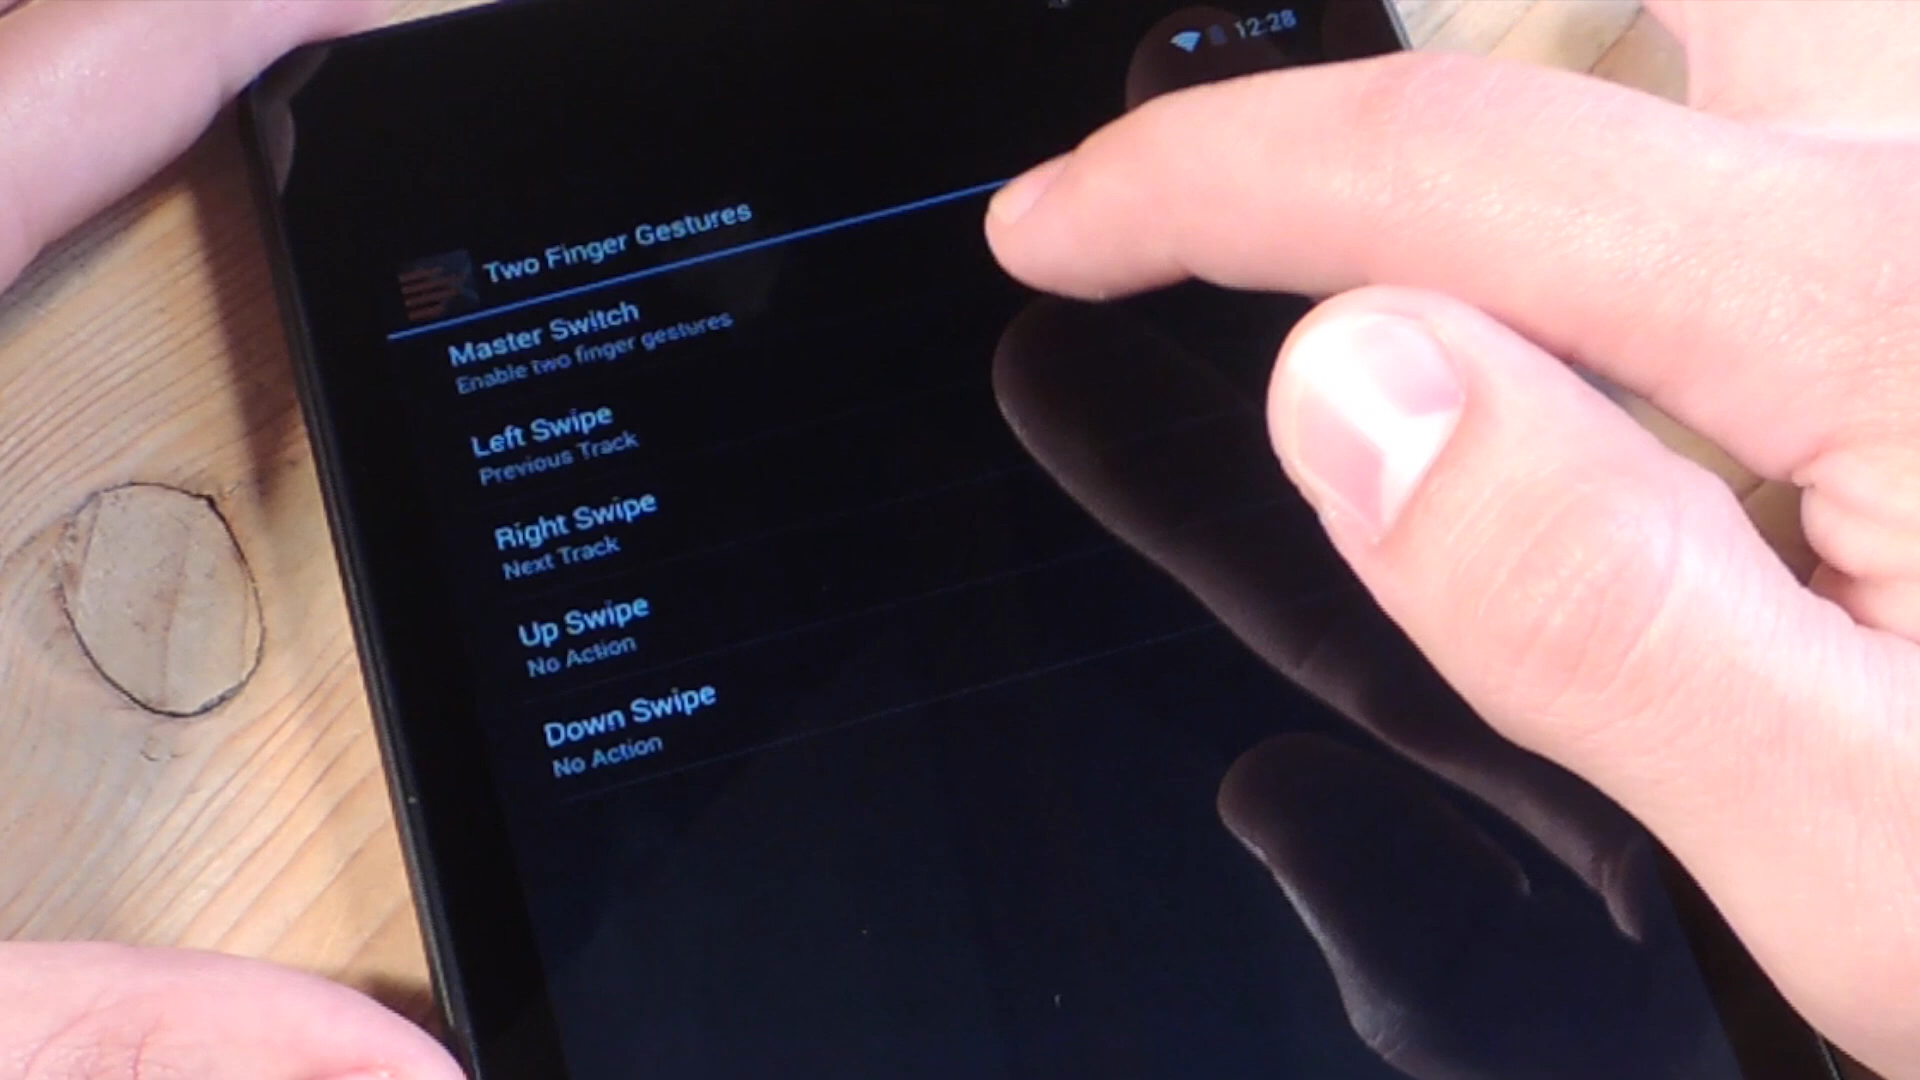 12:28
Two Finger Gestures
Master Switch
Enable two finger gestures
Left Swipe
Previous Track
Right Swipe
Next Track
Up Swipe
No Action
Down Swipe
No Action